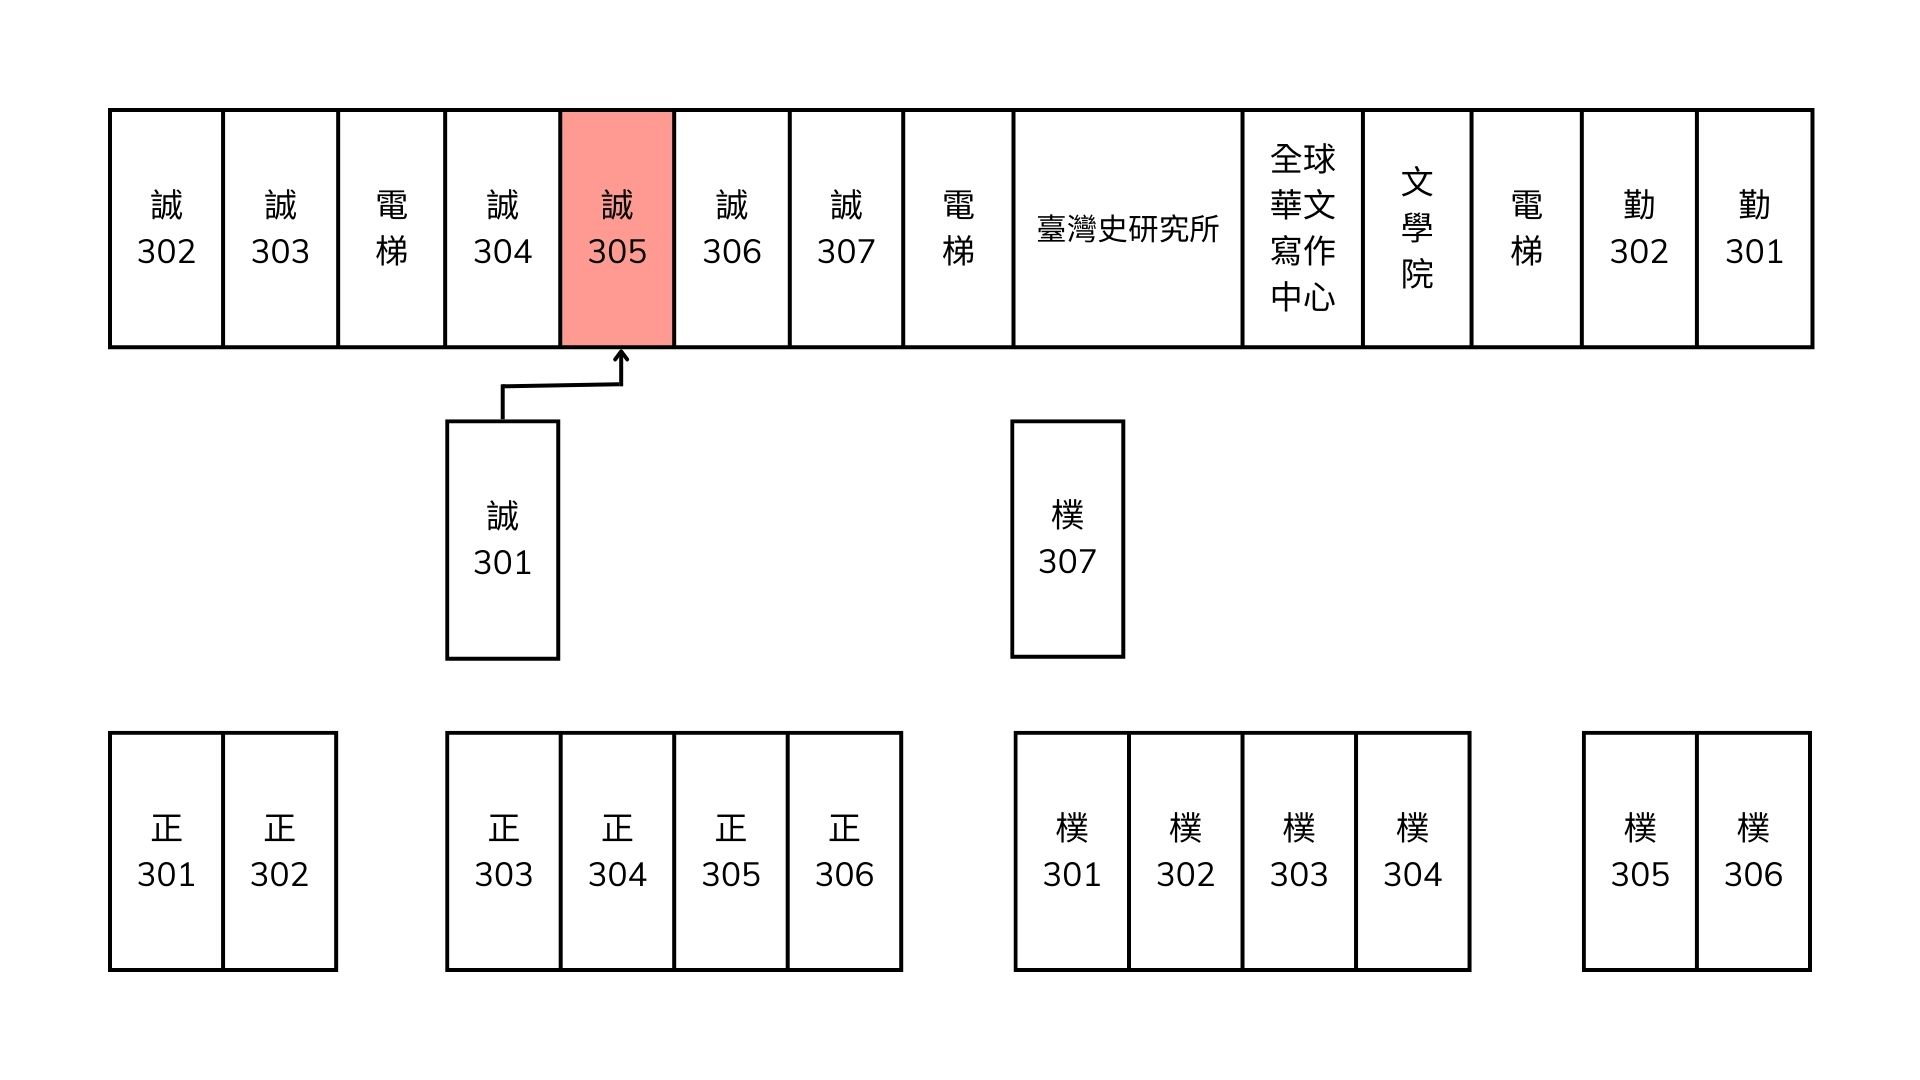 誠
302
誠
303
電
梯
誠
304
誠
305
誠
306
誠
307
電
梯
臺灣史研究所
全球
華文
寫作
中心
文
學
院
電
梯
勤
302
勤
301
誠
301
樸
307
正
301
正
302
正
303
正
304
正
305
正
306
樸
301
樸
302
樸
303
樸
304
樸
305
樸
306